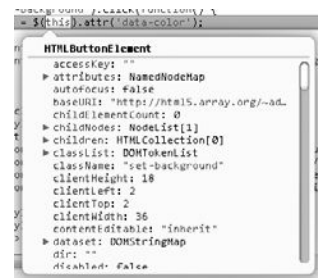 -background').click(function() {
= $(this).attr('data-color');
HTMLButtonElement
accessKey: ""
▶ attributes: NamedNodeMap
autofocus: false
baseURI: "http://html5.array.org/~ad…
childElementCount: 0
▶ childNodes: NodeList[1]
▶ children: HTMLCollection[0]
▶ classList: DOMTokenList
className: "set-background"
clientHeight: 18
clientLeft: 2
clientTop: 2
clientWidth: 36
contentEditable: "inherit"
▶ dataset: DOMStringMap
dir: ""
disabled: false